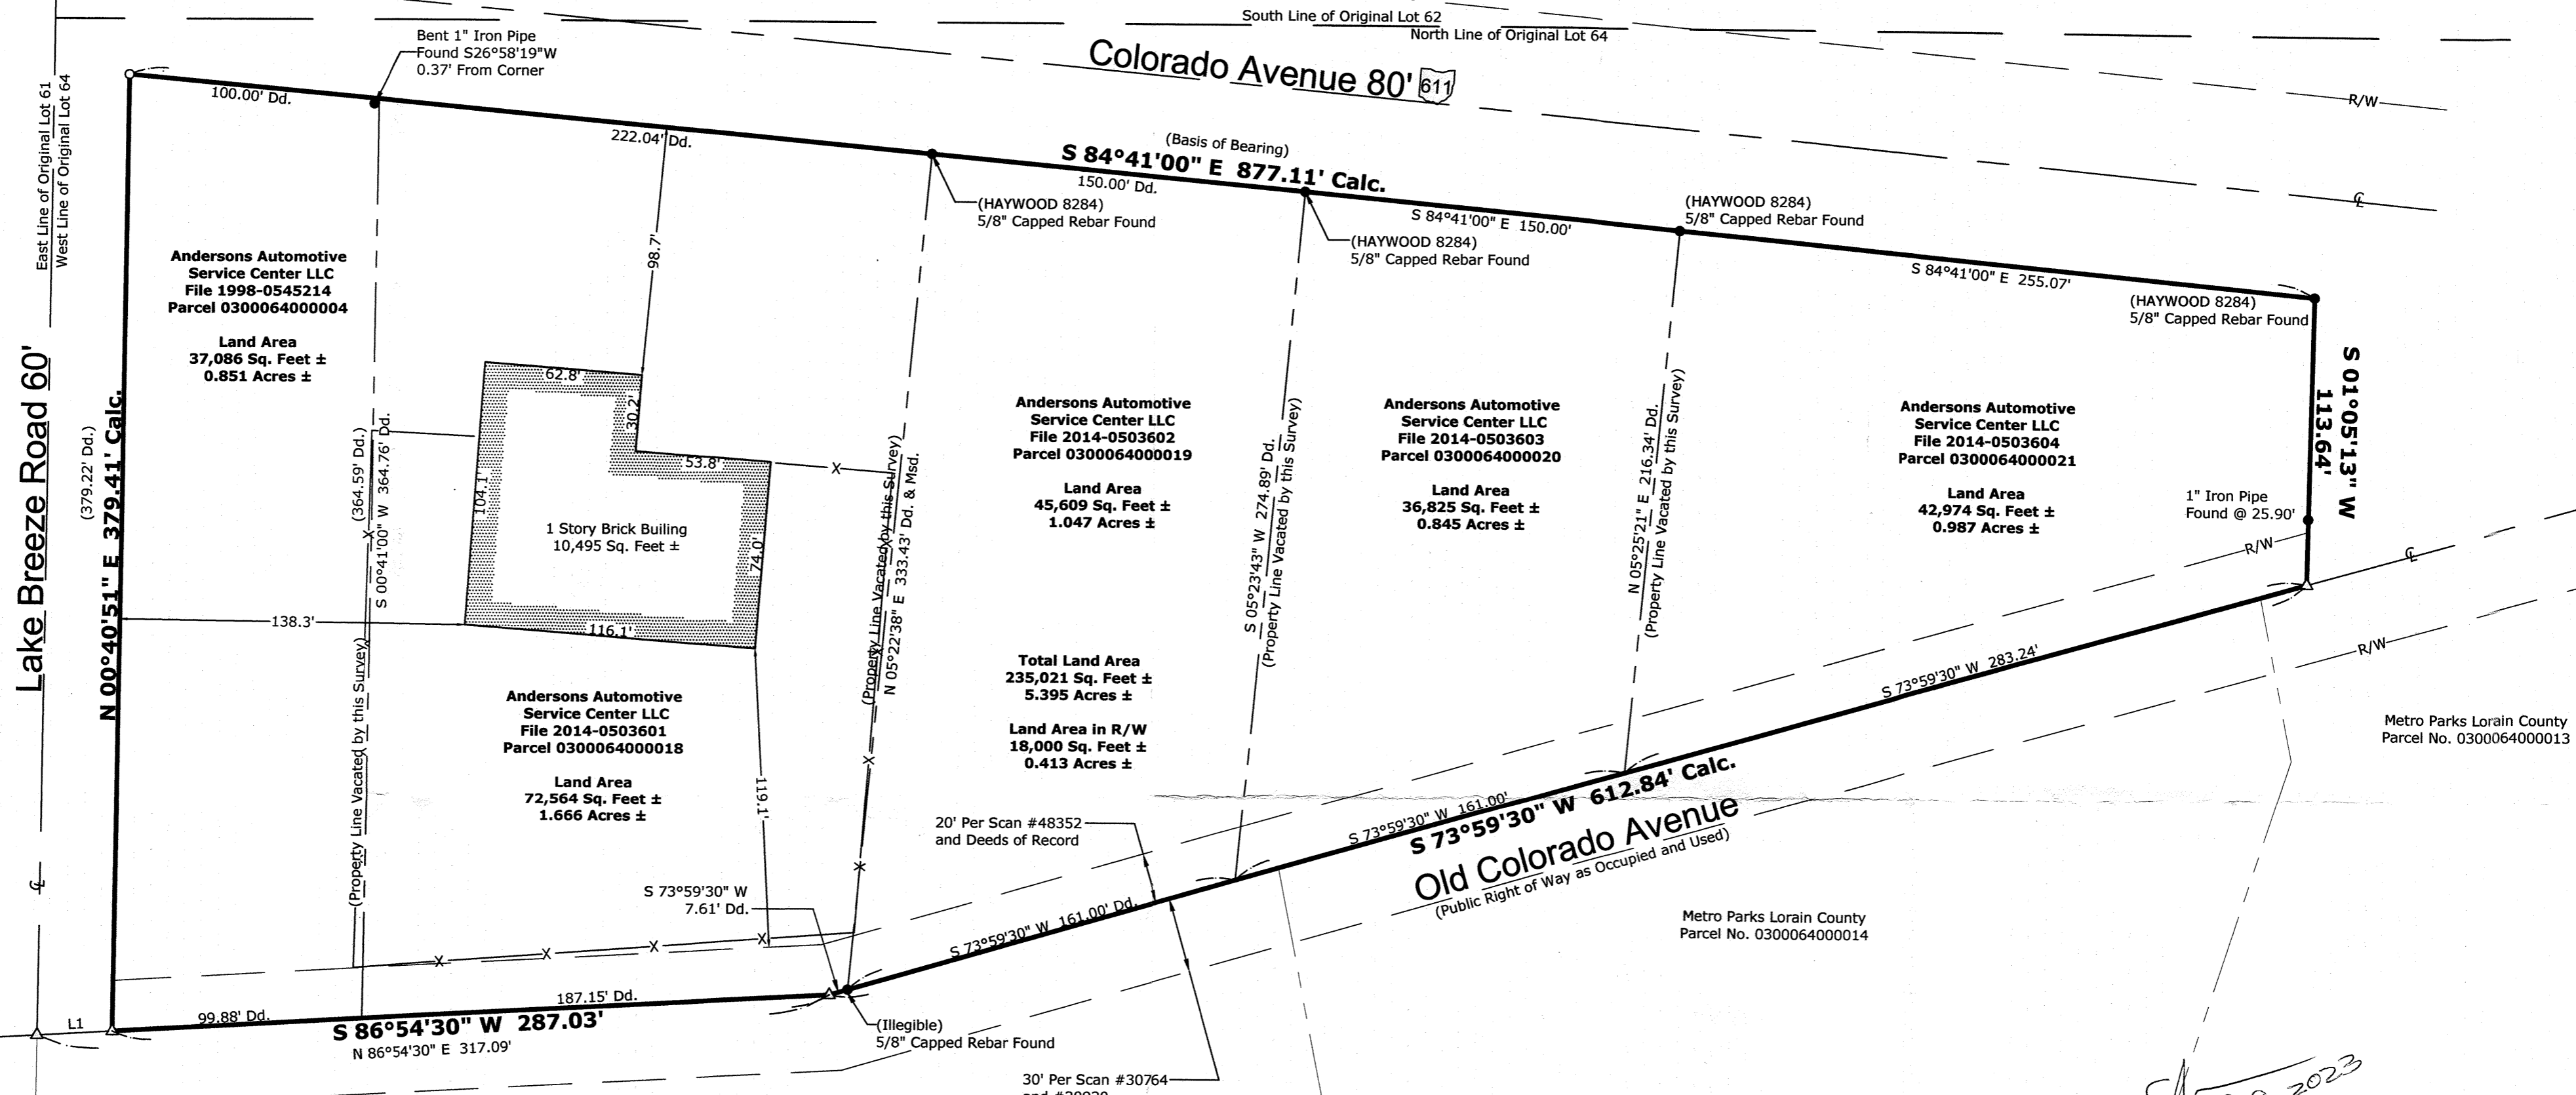 South Line of Original Lot 62
North Line of Original Lot 64
Colorado Avenue 80' 611
R/W
℄
East Line of Original Lot 61
West Line of Original Lot 64
Bent 1" Iron Pipe
Found S26°58'19"W
0.37' From Corner
100.00' Dd.
222.04' Dd.
(Basis of Bearing)
S 84°41'00" E 877.11' Calc.
150.00' Dd.
(HAYWOOD 8284)
5/8" Capped Rebar Found
S 84°41'00" E 150.00'
(HAYWOOD 8284)
5/8" Capped Rebar Found
(HAYWOOD 8284)
5/8" Capped Rebar Found
S 84°41'00" E 255.07'
(HAYWOOD 8284)
5/8" Capped Rebar Found
S 01°05'13" W
113.64'
1" Iron Pipe
Found @ 25.90'
R/W
℄
R/W
Lake Breeze Road 60'
℄
(379.22' Dd.)
N 00°40'51" E 379.41' Calc.
Andersons Automotive
Service Center LLC
File 1998-0545214
Parcel 0300064000004
Land Area
37,086 Sq. Feet ±
0.851 Acres ±
(364.59' Dd.)
S 00°41'00" W 364.76' Dd.
(Property Line Vacated by this Survey)
98.7'
62.8'
30.2'
53.8'
104.1'
74.0'
116.1'
138.3'
119.1'
1 Story Brick Builing
10,495 Sq. Feet ±
X
X
X
X
X
X
X
X
X
X
X
Andersons Automotive
Service Center LLC
File 2014-0503601
Parcel 0300064000018
Land Area
72,564 Sq. Feet ±
1.666 Acres ±
(Property Line Vacated by this Survey)
N 05°22'38" E 333.43' Dd. & Msd.
Andersons Automotive
Service Center LLC
File 2014-0503602
Parcel 0300064000019
Land Area
45,609 Sq. Feet ±
1.047 Acres ±
Total Land Area
235,021 Sq. Feet ±
5.395 Acres ±
Land Area in R/W
18,000 Sq. Feet ±
0.413 Acres ±
S 05°23'43" W 274.89' Dd.
(Property Line Vacated by this Survey)
Andersons Automotive
Service Center LLC
File 2014-0503603
Parcel 0300064000020
Land Area
36,825 Sq. Feet ±
0.845 Acres ±
N 05°25'21" E 216.34' Dd.
(Property Line Vacated by this Survey)
Andersons Automotive
Service Center LLC
File 2014-0503604
Parcel 0300064000021
Land Area
42,974 Sq. Feet ±
0.987 Acres ±
S 73°59'30" W 283.24'
S 73°59'30" W 161.00'
S 73°59'30" W 612.84' Calc.
Old Colorado Avenue
(Public Right of Way as Occupied and Used)
20' Per Scan #48352
and Deeds of Record
S 73°59'30" W
7.61' Dd.
S 73°59'30" W 161.00' Dd.
Metro Parks Lorain County
Parcel No. 0300064000013
Metro Parks Lorain County
Parcel No. 0300064000014
L1
99.88' Dd.
187.15' Dd.
S 86°54'30" W 287.03'
N 86°54'30" E 317.09'
(Illegible)
5/8" Capped Rebar Found
30' Per Scan #30764
2023